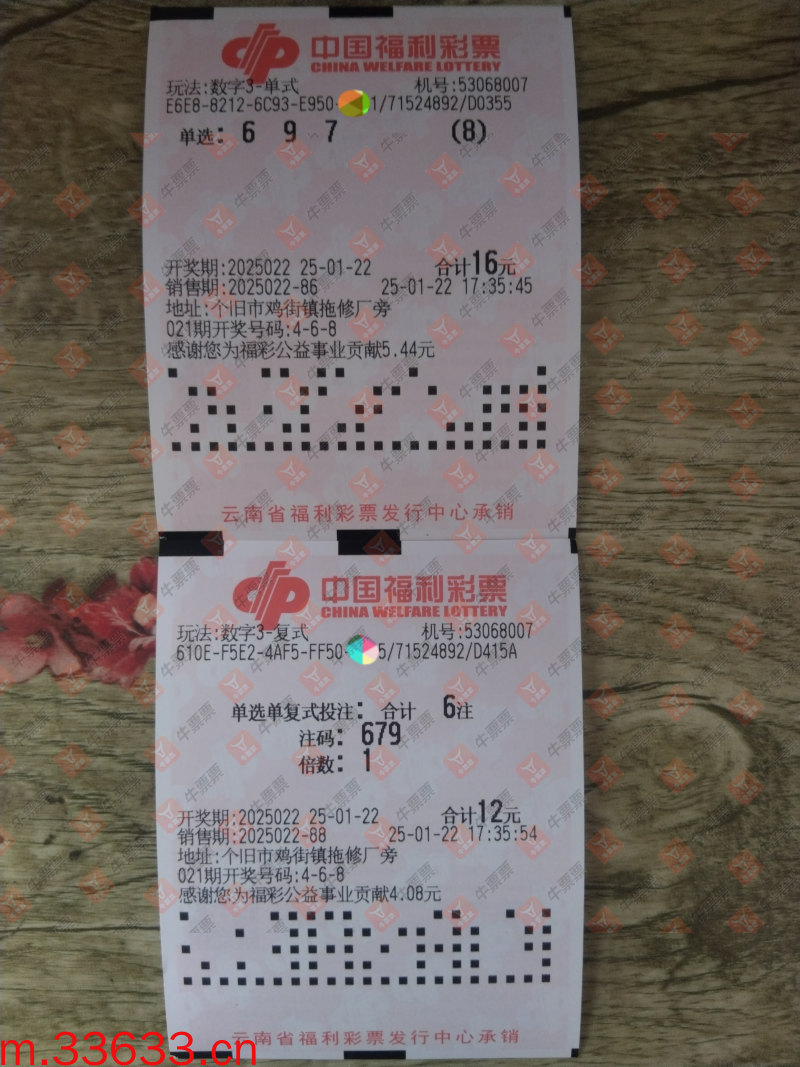 中国福利彩票
CHINA WELFARE LOTTERY
玩法:数字3-单式 机号:53068007
E6E8-8212-6C93-E950- 1/71524892/D0355
单选: 6 9 7 (8)
开奖期:2025022 25-01-22 合计16元
销售期:2025022-86 25-01-22 17:35:45
地址:个旧市鸡街镇拖修厂旁
021期开奖号码:4-6-8
感谢您为福彩公益事业贡献5.44元
云南省福利彩票发行中心承销
中国福利彩票
CHINA WELFARE LOTTERY
玩法:数字3-复式 机号:53068007
610E-F5E2-4AF5-FF50- 5/71524892/D415A
单选单复式投注: 合计 6注
注码: 679
倍数: 1
开奖期:2025022 25-01-22 合计12元
销售期:2025022-88 25-01-22 17:35:54
地址:个旧市鸡街镇拖修厂旁
021期开奖号码:4-6-8
感谢您为福彩公益事业贡献4.08元
云南省福利彩票发行中心承销
m.33633.cn
牛票票